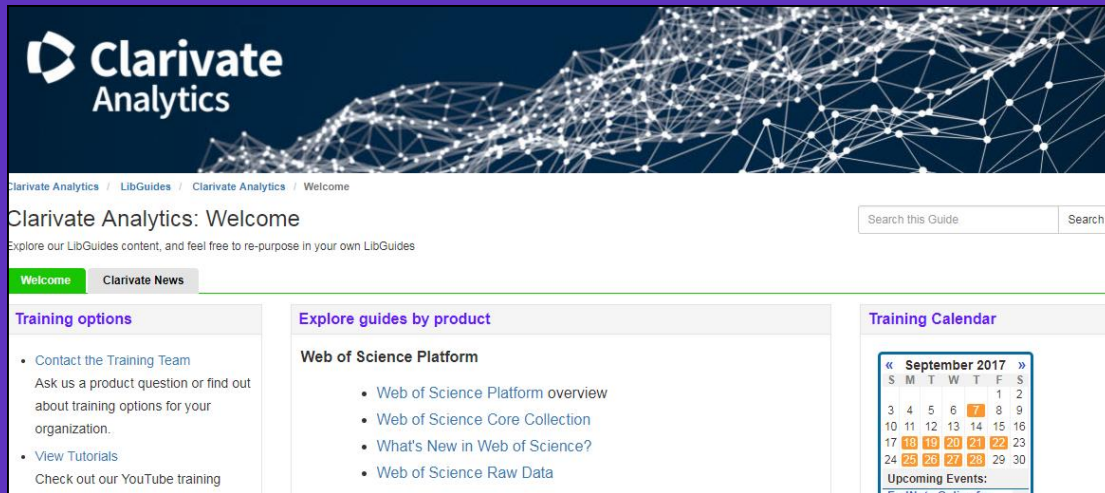 Clarivate
Analytics
Clarivate Analytics / LibGuides / Clarivate Analytics / Welcome
Clarivate Analytics: Welcome
Explore our LibGuides content, and feel free to re-purpose in your own LibGuides
Search this Guide
Search
Welcome
Clarivate News
Training options
• Contact the Training Team
Ask us a product question or find out
about training options for your
organization.
• View Tutorials
Check out our YouTube training
Explore guides by product
Web of Science Platform
• Web of Science Platform overview
• Web of Science Core Collection
• What's New in Web of Science?
• Web of Science Raw Data
Training Calendar
« September 2017 »
S M T W T F S
1 2
3 4 5 6 7 8 9
10 11 12 13 14 15 16
17 18 19 20 21 22 23
24 25 26 27 28 29 30
Upcoming Events: